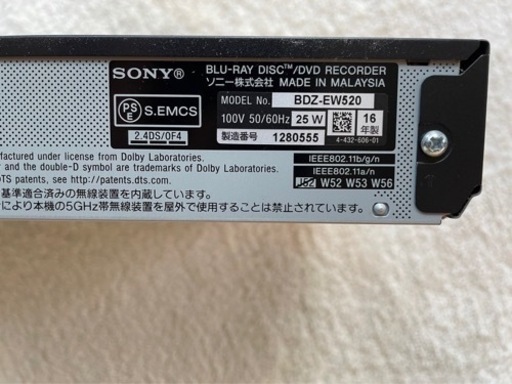 SONY®
BLU-RAY DISC™/DVD RECORDER
ソニー株式会社 MADE IN MALAYSIA
PS
E
S.EMCS
2.4DS/OF4
MODEL No. BDZ-EW520
100V 50/60Hz 25W 16年製
製造番号 1280555
4-432-606-01
factured under license from Dolby Laboratories.
y and the double-D symbol are trademarks of Dolby Laboratories.
DTS patents, see http://patents.dts.com.
IEEE802.11b/g/n
IEEE802.11a/n
W52 W53 W56
基準適合済みの無線装置を内蔵しています。
により本機の5GHz帯無線装置を屋外で使用することは禁止されています。